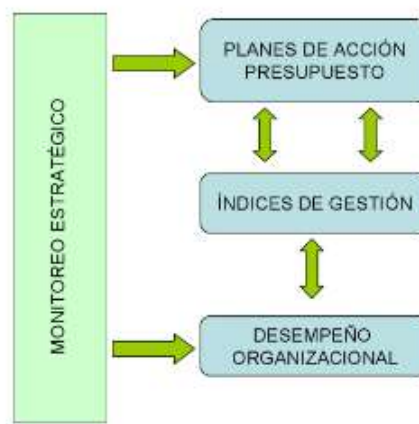 MONITOREO ESTRATÉGICO
PLANES DE ACCIÓN
PRESUPUESTO
ÍNDICES DE GESTIÓN
DESEMPEÑO
ORGANIZACIONAL